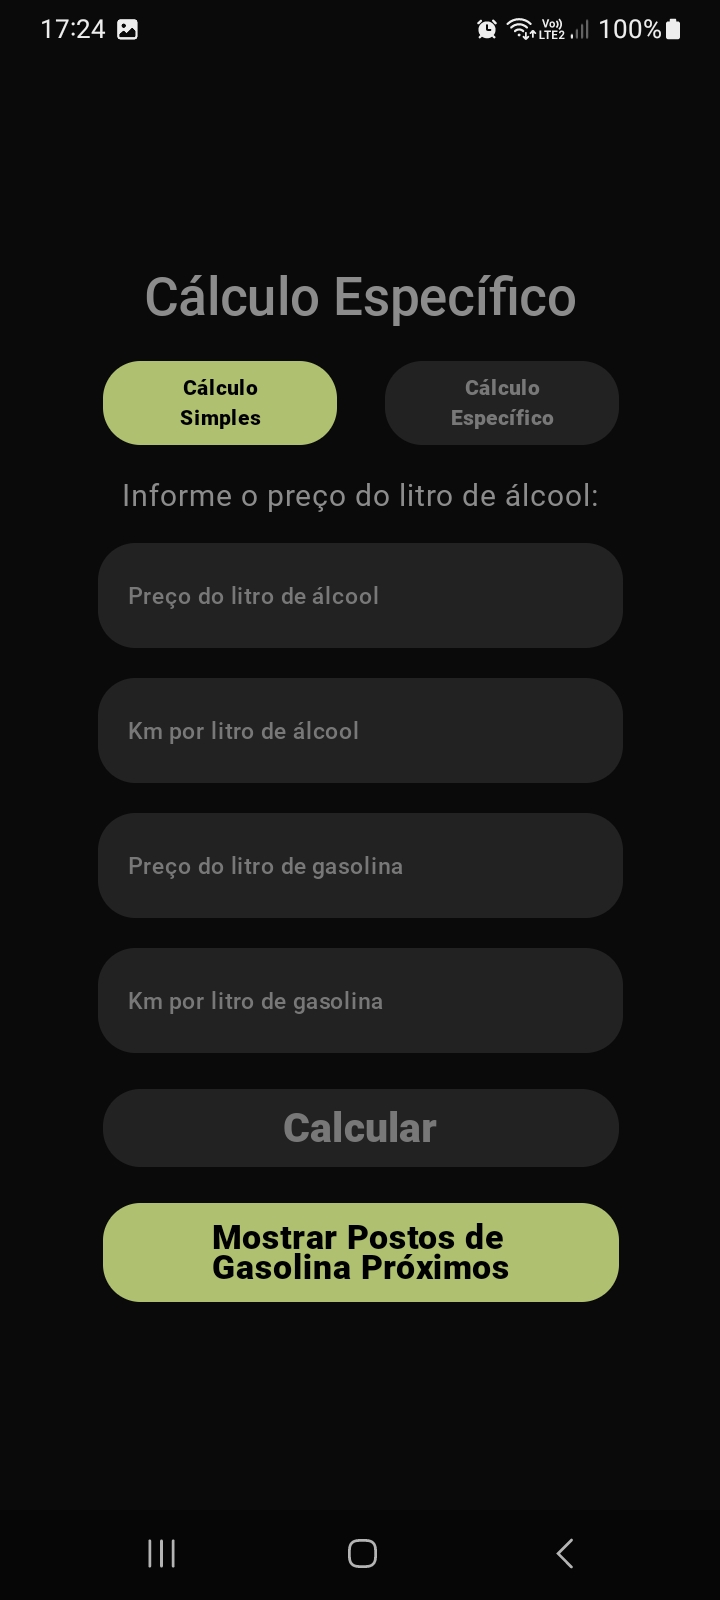 17:24
Vo))
LTE2
100%
Cálculo Específico
Cálculo
Simples
Cálculo
Específico
Informe o preço do litro de álcool:
Preço do litro de álcool
Km por litro de álcool
Preço do litro de gasolina
Km por litro de gasolina
Calcular
Mostrar Postos de
Gasolina Próximos